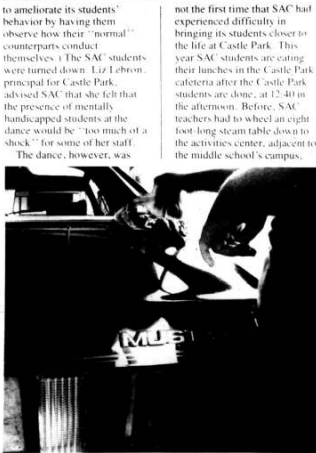 to ameliorate its students'
behavior by having them
observe how their "normal"
counterparts conduct
themselves. ) The SAC students
were turned down. Liz Lebron,
principal for Castle Park,
advised SAC that she felt that
the presence of mentally
handicapped students at the
dance would be "too much of a
shock" for some of her staff.
The dance, however, was
not the first time that SAC had
experienced difficulty in
bringing its students closer to
the life at Castle Park. This
year SAC students are eating
their lunches in the Castle Park
cafeteria after the Castle Park
students are done, at 12:40 in
the afternoon. Before, SAC
teachers had to wheel an eight-
foot-long steam table down to
the activities center, adjacent to
the middle school's campus,
MUS